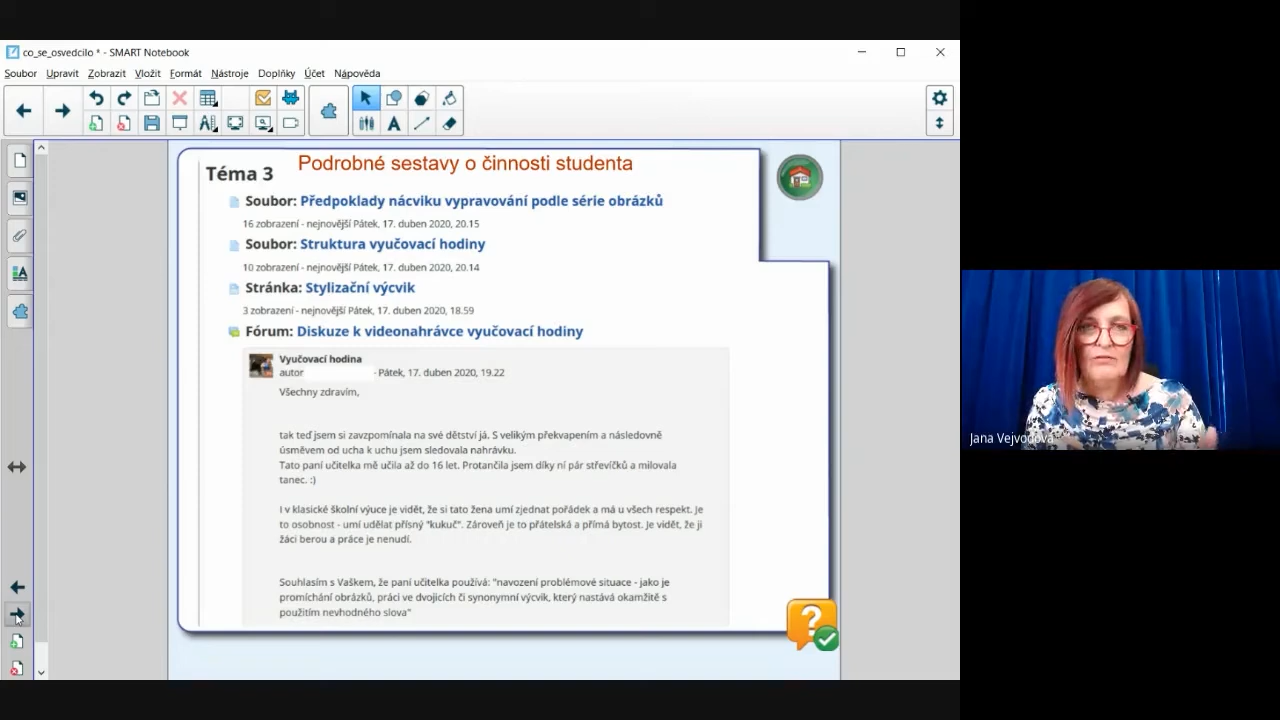 co_se_osvedcilo * - SMART Notebook
Soubor Upravit Zobrazit Vložit Formát Nástroje Doplňky Účet Nápověda
Podrobné sestavy o činnosti studenta
Téma 3
Soubor: Předpoklady nácviku vypravování podle série obrázků
16 zobrazení - nejnovější Pátek, 17. duben 2020, 20.15
Soubor: Struktura vyučovací hodiny
10 zobrazení - nejnovější Pátek, 17. duben 2020, 20.14
Stránka: Stylizační výcvik
3 zobrazení - nejnovější Pátek, 17. duben 2020, 18.59
Fórum: Diskuze k videonahrávce vyučovací hodiny
Vyučovací hodina
autor - Pátek, 17. duben 2020, 19.22
Všechny zdravím,
tak teď jsem si zavzpomínala na své dětství já. S velikým překvapením a následovně
úsměvem od ucha k uchu jsem sledovala nahrávku.
Tato paní učitelka mě učila až do 16 let. Protančila jsem díky ní pár střevíčků a milovala
tanec. :)
I v klasické školní výuce je vidět, že si tato žena umí zjednat pořádek a má u všech respekt. Je
to osobnost - umí udělat přísný "kukuč". Zároveň je to přátelská a přímá bytost. Je vidět, že ji
žáci berou a práce je nenudí.
Souhlasím s Vaškem, že paní učitelka používá: "navození problémové situace - jako je
promíchání obrázků, práci ve dvojicích či synonymní výcvik, který nastává okamžitě s
použitím nevhodného slova"
Jana Vejvodová